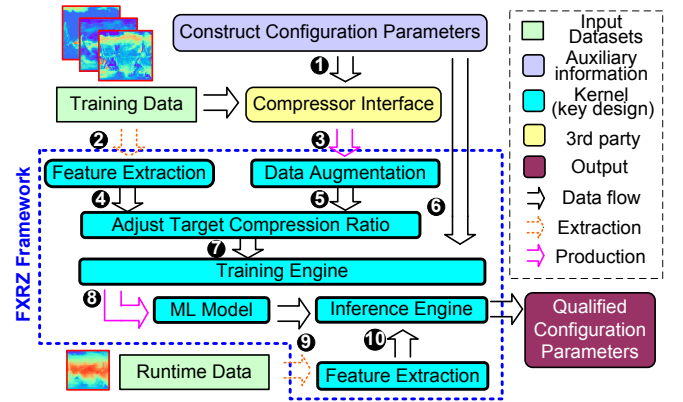 Construct Configuration Parameters
1
Training Data
Compressor Interface
2
3
Feature Extraction
Data Augmentation
4
5
6
Adjust Target Compression Ratio
7
Training Engine
8
ML Model
Inference Engine
9
10
Runtime Data
Feature Extraction
FXRZ Framework
Qualified
Configuration
Parameters
Input
Datasets
Auxiliary
information
Kernel
(key design)
3rd party
Output
Data flow
Extraction
Production